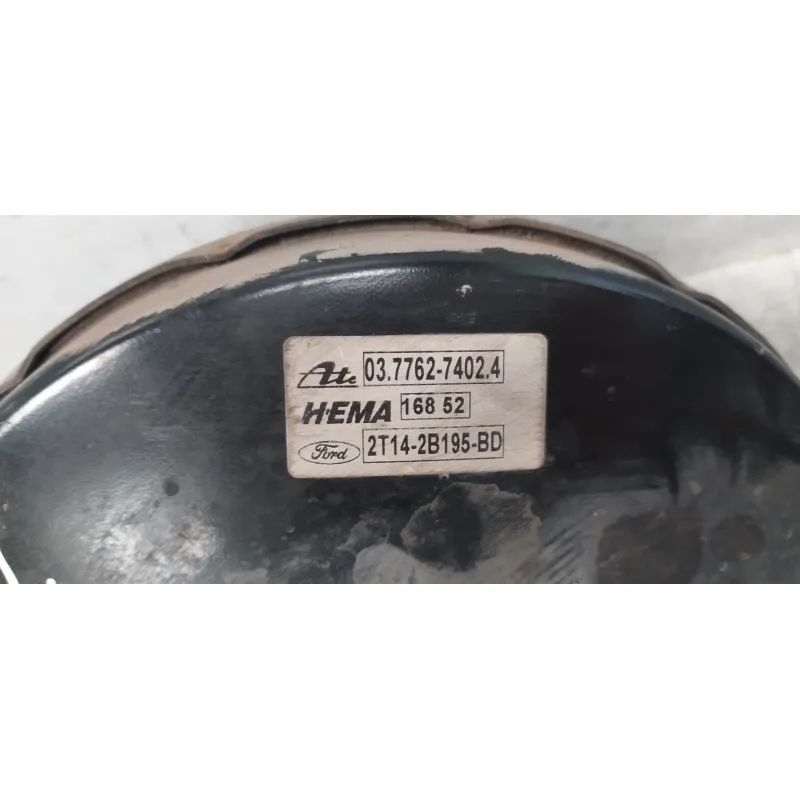 Ate 03.7762-7402.4
HEMA 168 52
Ford 2T14-2B195-BD